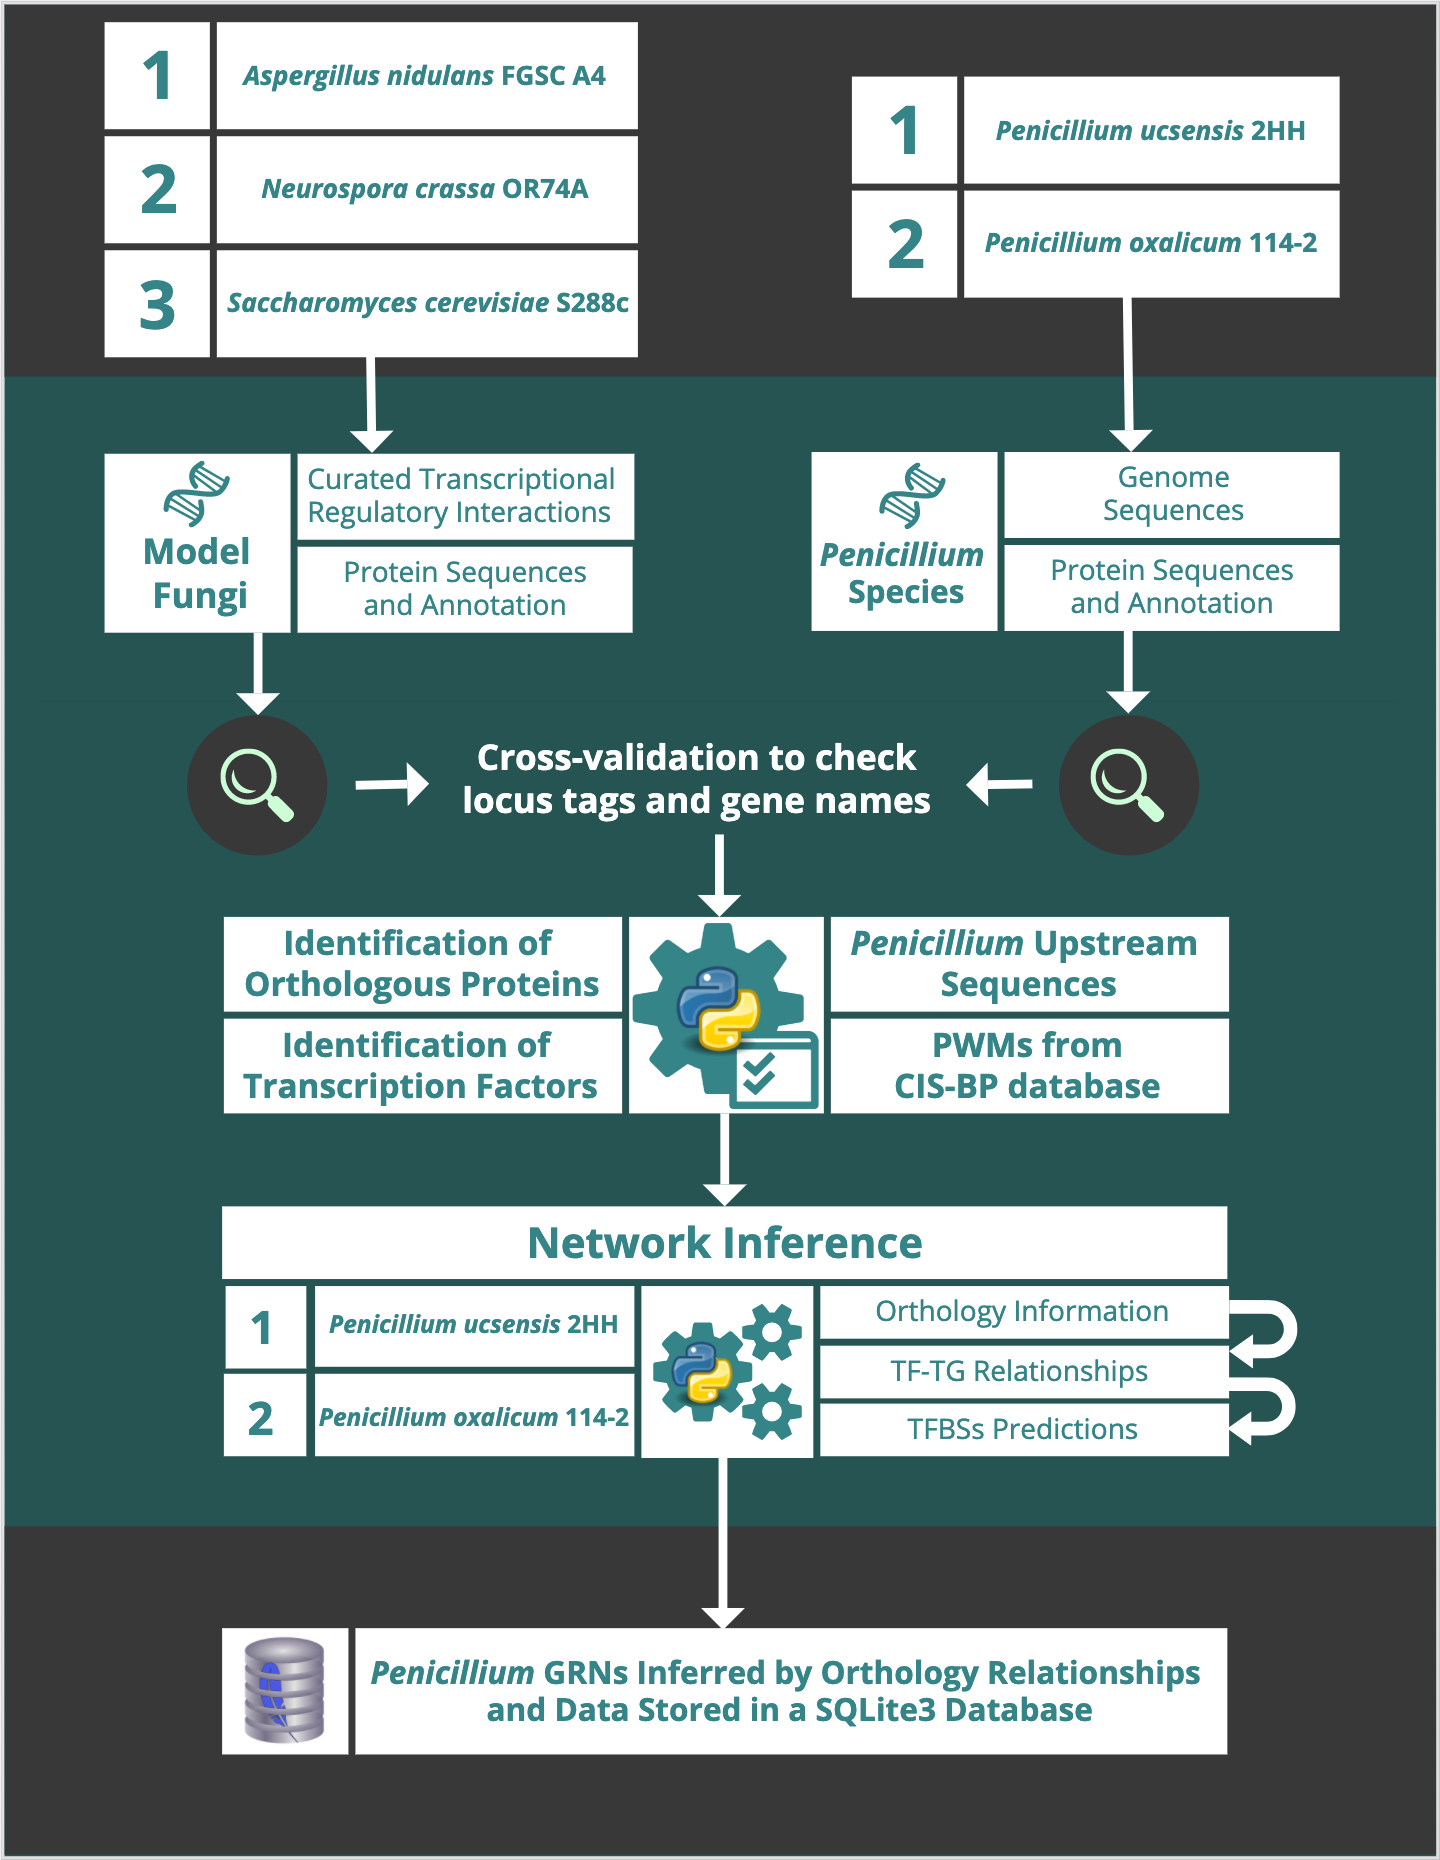 1
Aspergillus nidulans FGSC A4
2
Neurospora crassa OR74A
3
Saccharomyces cerevisiae S288c
1
Penicillium ucsensis 2HH
2
Penicillium oxalicum 114-2
Model
Fungi
Curated Transcriptional
Regulatory Interactions
Protein Sequences
and Annotation
Penicillium
Species
Genome
Sequences
Protein Sequences
and Annotation
Cross-validation to check
locus tags and gene names
Identification of
Orthologous Proteins
Identification of
Transcription Factors
Penicillium Upstream
Sequences
PWMs from
CIS-BP database
Network Inference
1
Penicillium ucsensis 2HH
2
Penicillium oxalicum 114-2
Orthology Information
TF-TG Relationships
TFBSs Predictions
Penicillium GRNs Inferred by Orthology Relationships
and Data Stored in a SQLite3 Database